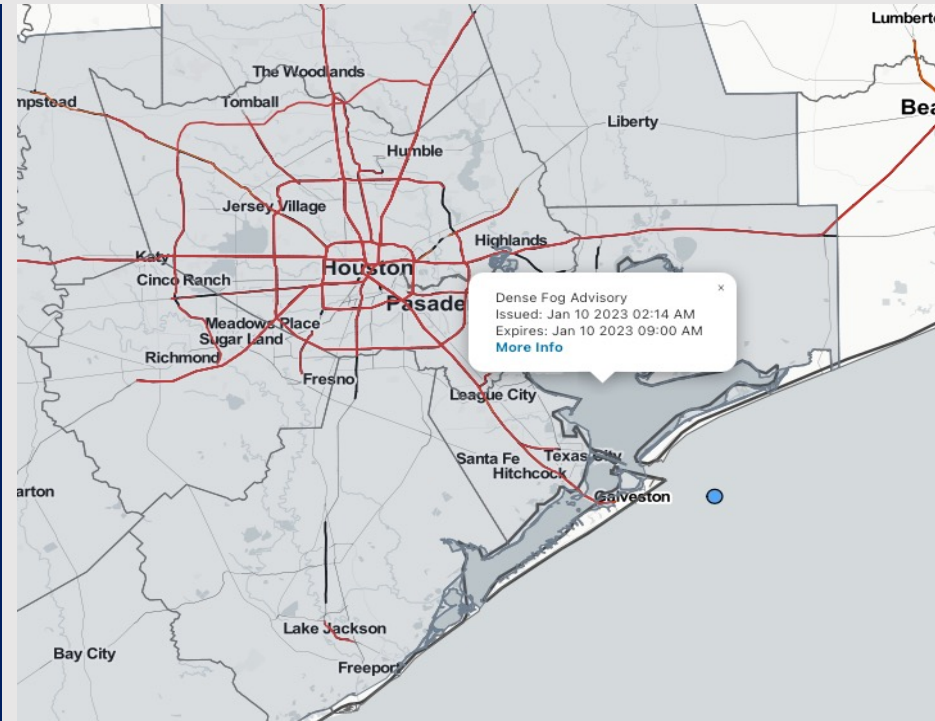 Lumberto
The Woodlands
mpstead
Tomball
Bea
Liberty
Humble
Jersey Village
Highlands
Katy
Houston
Cinco Ranch
Pasade
×
Dense Fog Advisory
Issued: Jan 10 2023 02:14 AM
Expires: Jan 10 2023 09:00 AM
More Info
Meadows Place
Sugar Land
Richmond
Fresno
League City
Santa Fe
Texas City
Hitchcock
arton
Galveston
Lake Jackson
Bay City
Freeport